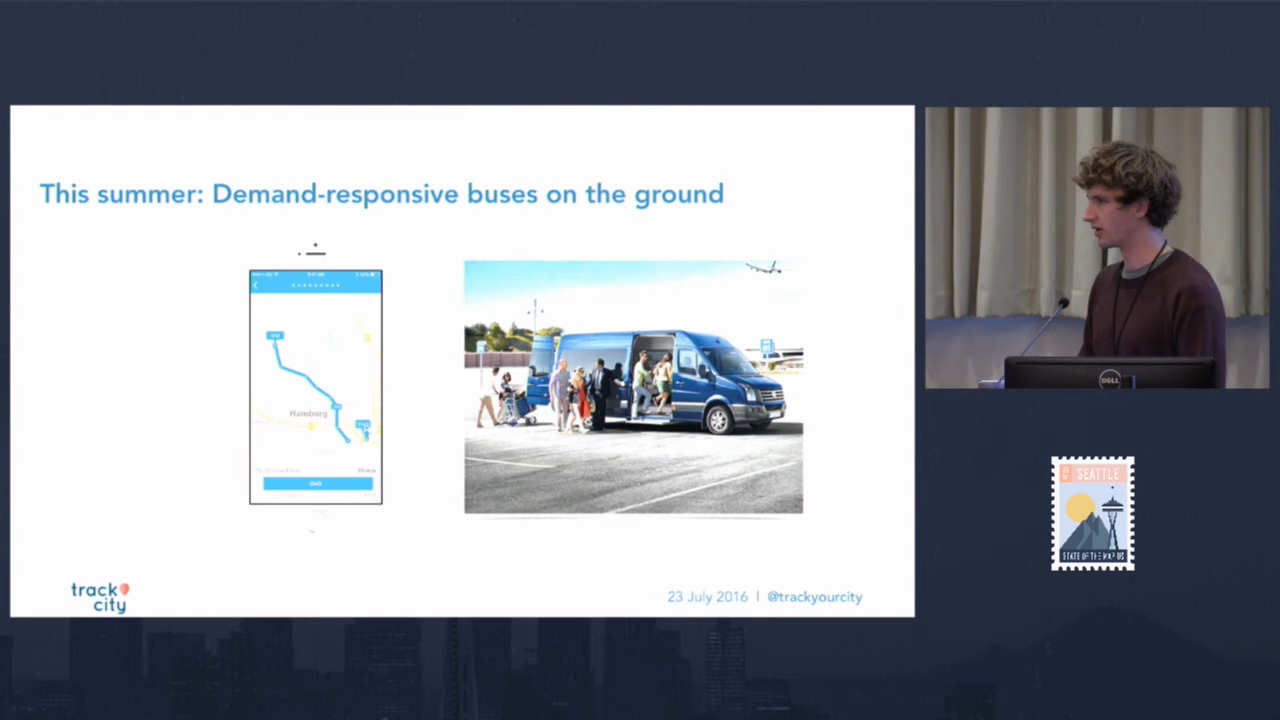 This summer: Demand-responsive buses on the ground
Hamburg
track
city
23 July 2016 | @trackyourcity
DELL
SEATTLE
STATE OF THE MAP US